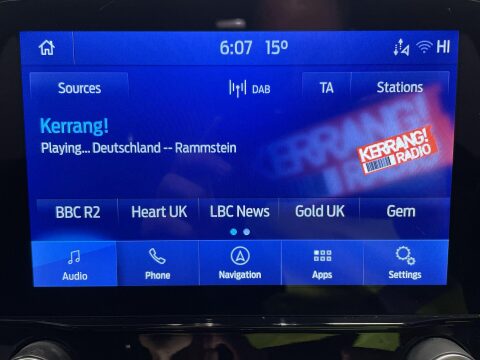 6:07 15° HI
Sources DAB TA Stations
Kerrang!
Playing... Deutschland -- Rammstein
KERRANG!
RADIO
BBC R2 Heart UK LBC News Gold UK Gem
Audio Phone Navigation Apps Settings